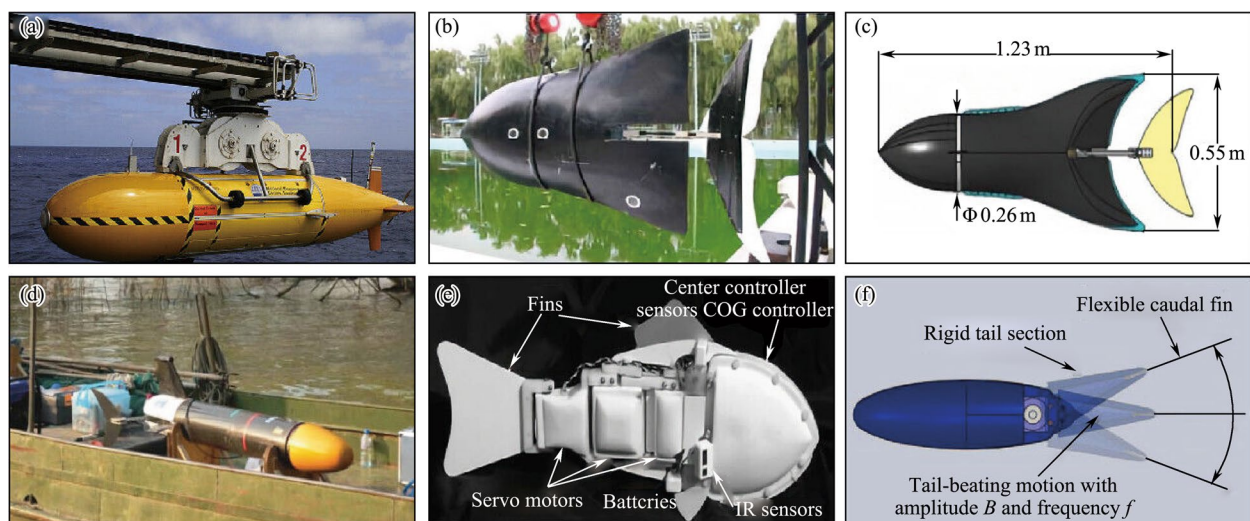 (a)
1
2
(b)
(c)
1.23 m
0.55 m
Φ 0.26 m
(d)
(e)
Center controller
sensors COG controller
Fins
Servo motors
Battcries
IR sensors
(f)
Flexible caudal fin
Rigid tail section
Tail-beating motion with
amplitude B and frequency f